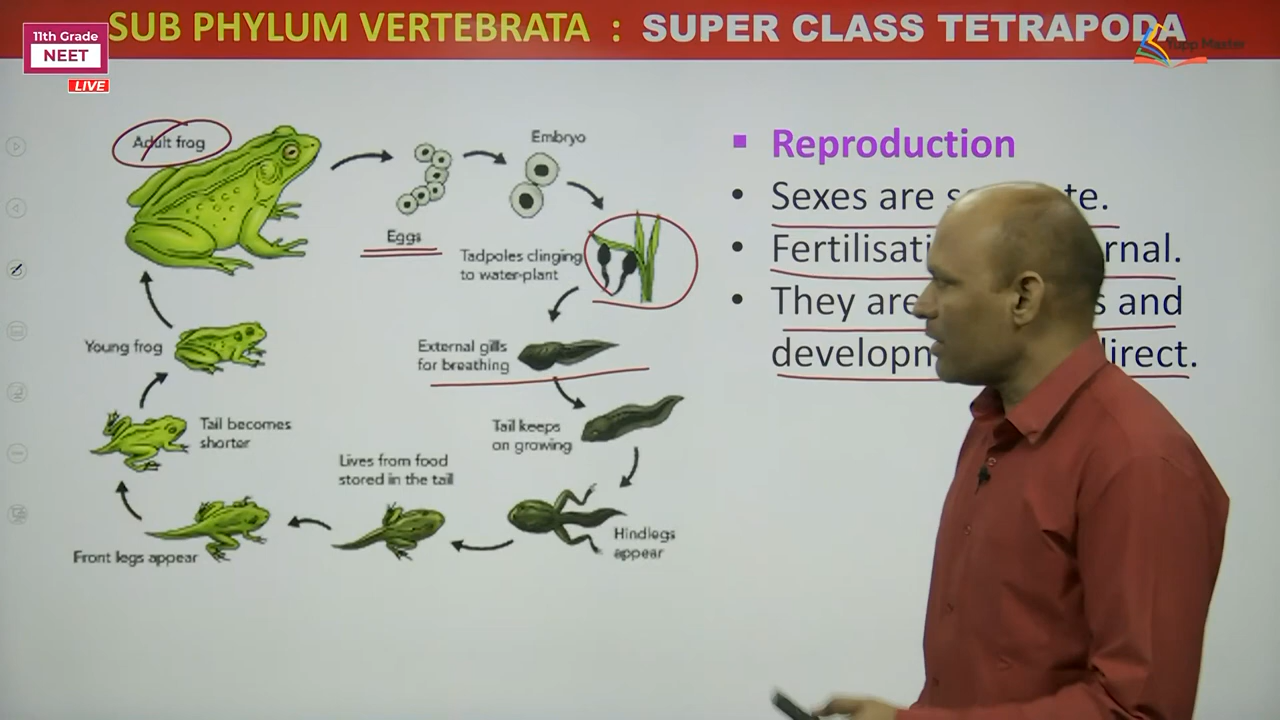 SUB PHYLUM VERTEBRATA : SUPER CLASS TETRAPODA
11th Grade
NEET
LIVE
Yupp Master
Adult frog
Eggs
Embryo
Tadpoles clinging
to water-plant
External gills
for breathing
Tail keeps
on growing
Hindlegs
appear
Lives from food
stored in the tail
Front legs appear
Tail becomes
shorter
Young frog
Reproduction
Sexes are
Fertilisati rnal.
They are s and
developm direct.